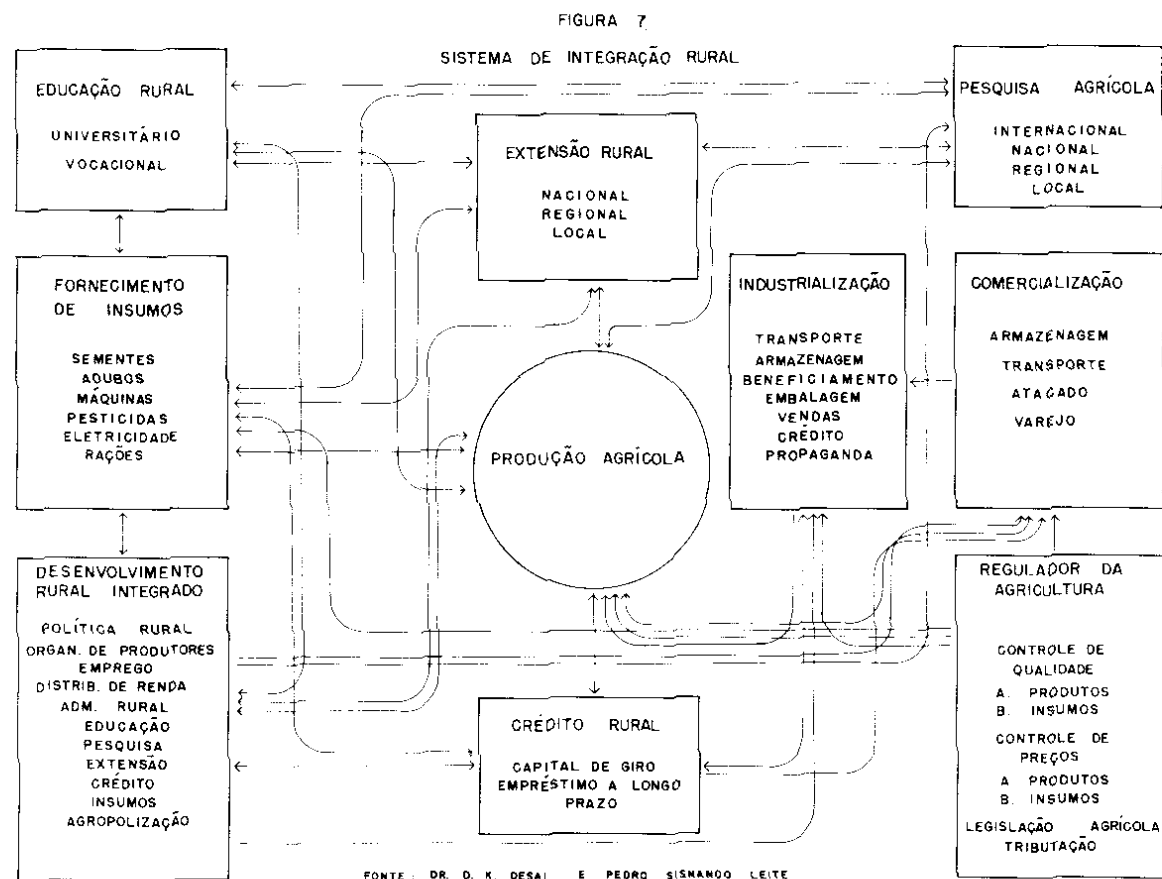 FIGURA 7
SISTEMA DE INTEGRAÇÃO RURAL
EDUCAÇÃO RURAL
UNIVERSITÁRIO
VOCACIONAL
EXTENSÃO RURAL
NACIONAL
REGIONAL
LOCAL
PESQUISA AGRÍCOLA
INTERNACIONAL
NACIONAL
REGIONAL
LOCAL
FORNECIMENTO
DE INSUMOS
SEMENTES
ADUBOS
MÁQUINAS
PESTICIDAS
ELETRICIDADE
RAÇÕES
PRODUÇÃO AGRÍCOLA
INDUSTRIALIZAÇÃO
TRANSPORTE
ARMAZENAGEM
BENEFICIAMENTO
EMBALAGEM
VENDAS
CRÉDITO
PROPAGANDA
COMERCIALIZAÇÃO
ARMAZENAGEM
TRANSPORTE
ATACADO
VAREJO
DESENVOLVIMENTO
RURAL INTEGRADO
POLÍTICA RURAL
ORGAN. DE PRODUTORES
EMPREGO
DISTRIB. DE RENDA
ADM. RURAL
EDUCAÇÃO
PESQUISA
EXTENSÃO
CRÉDITO
INSUMOS
AGROPOLIZAÇÃO
CRÉDITO RURAL
CAPITAL DE GIRO
EMPRÉSTIMO A LONGO
PRAZO
REGULADOR DA
AGRICULTURA
CONTROLE DE
QUALIDADE
A. PRODUTOS
B. INSUMOS
CONTROLE DE
PREÇOS
A PRODUTOS
B. INSUMOS
LEGISLAÇÃO AGRÍCOLA
TRIBUTAÇÃO
FONTE: DR. D. K. DESAI E PEDRO SISNANDO LEITE